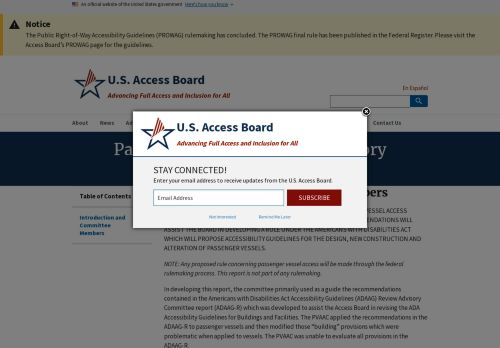 An official website of the United States government Here's how you know
Notice
The Public Right-of-Way Accessibility Guidelines (PROWAG) rulemaking has concluded. The PROWAG final rule has been published in the Federal Register. Please visit the
Access Board's PROWAG page for the guidelines.
U.S. Access Board
Advancing Full Access and Inclusion for All
En Español
About News
Contact Us
U.S. Access Board
Advancing Full Access and Inclusion for All
STAY CONNECTED!
Enter your email address to receive updates from the U.S. Access Board.
Email Address
SUBSCRIBE
Not Interested Remind Me Later
Table of Contents
Introduction and
Committee
Members
VESSEL ACCESS
WILL
ASSIST THE BOARD IN DEVELOPING A RULE UNDER THE AMERICANS WITH DISABILITIES ACT
WHICH WILL PROPOSE ACCESSIBILITY GUIDELINES FOR THE DESIGN, NEW CONSTRUCTION AND
ALTERATION OF PASSENGER VESSELS.
NOTE: Any proposed rule concerning passenger vessel access will be made through the federal
rulemaking process. This report is not part of any rulemaking.
In developing this report, the committee primarily used as a guide the recommendations
contained in the Americans with Disabilities Act Accessibility Guidelines (ADAAG) Review Advisory
Committee report (ADAAG-R) which was developed to assist the Access Board in revising the ADA
Accessibility Guidelines for Buildings and Facilities. The PVAAC applied the recommendations in
the ADAAG-R to passenger vessels and then modified those "building" provisions which were
problematic when applied to vessels. The PVAAC was unable to evaluate all provisions in the
ADAAG-R